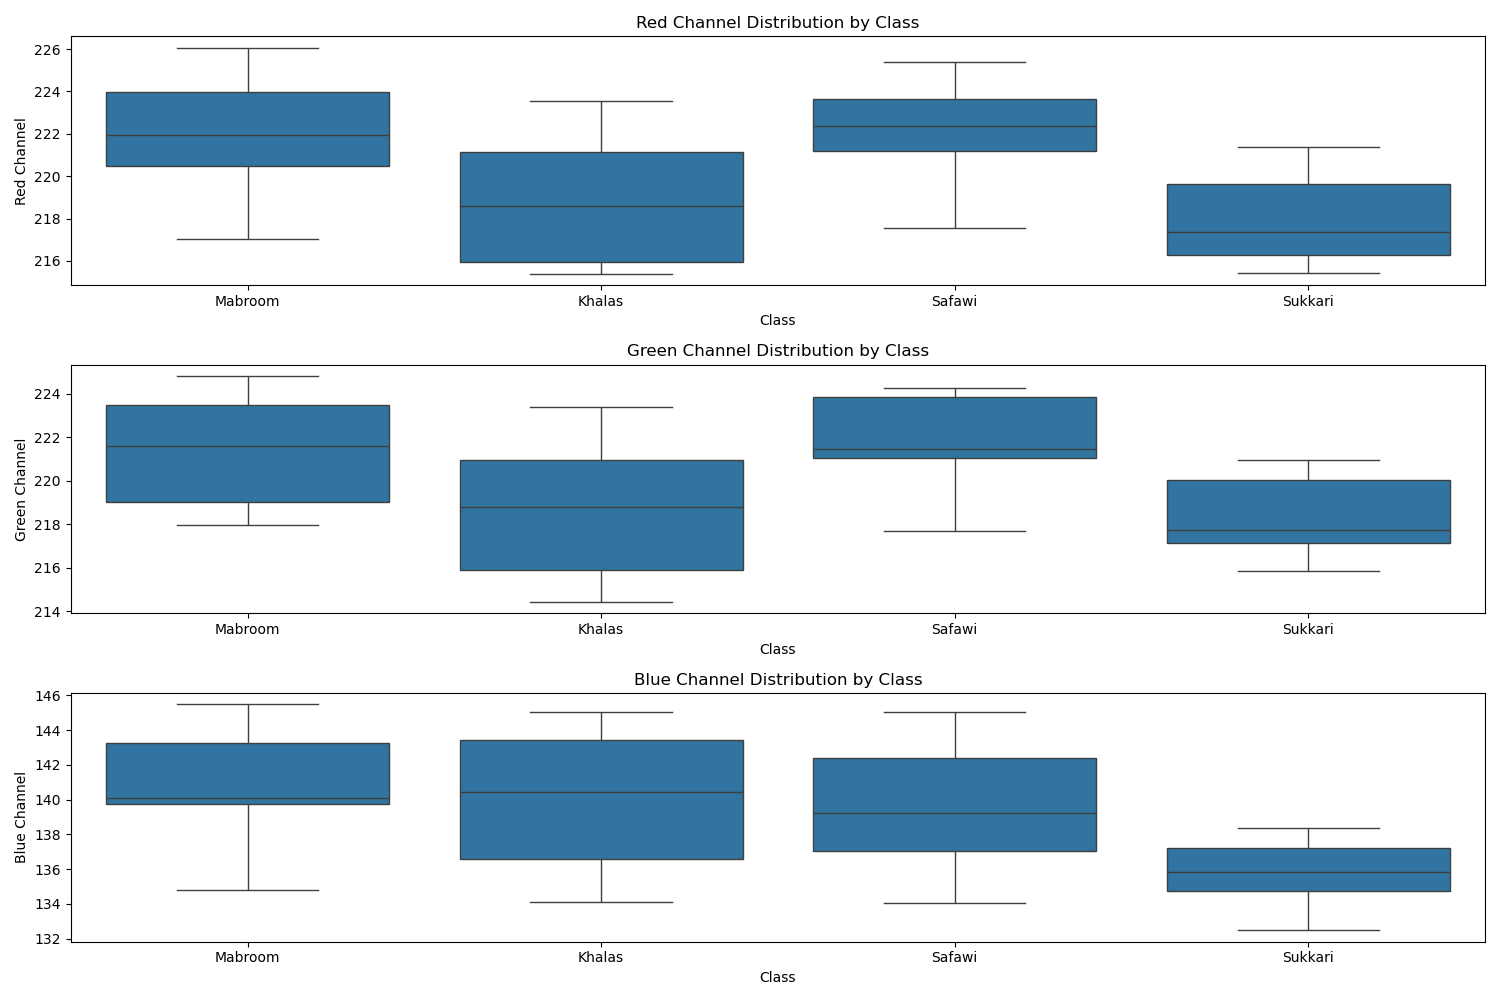 Red Channel Distribution by Class
Red Channel
226
224
222
220
218
216
Mabroom Khalas Safawi Sukkari
Class
Green Channel Distribution by Class
Green Channel
224
222
220
218
216
214
Mabroom Khalas Safawi Sukkari
Class
Blue Channel Distribution by Class
Blue Channel
146
144
142
140
138
136
134
132
Mabroom Khalas Safawi Sukkari
Class